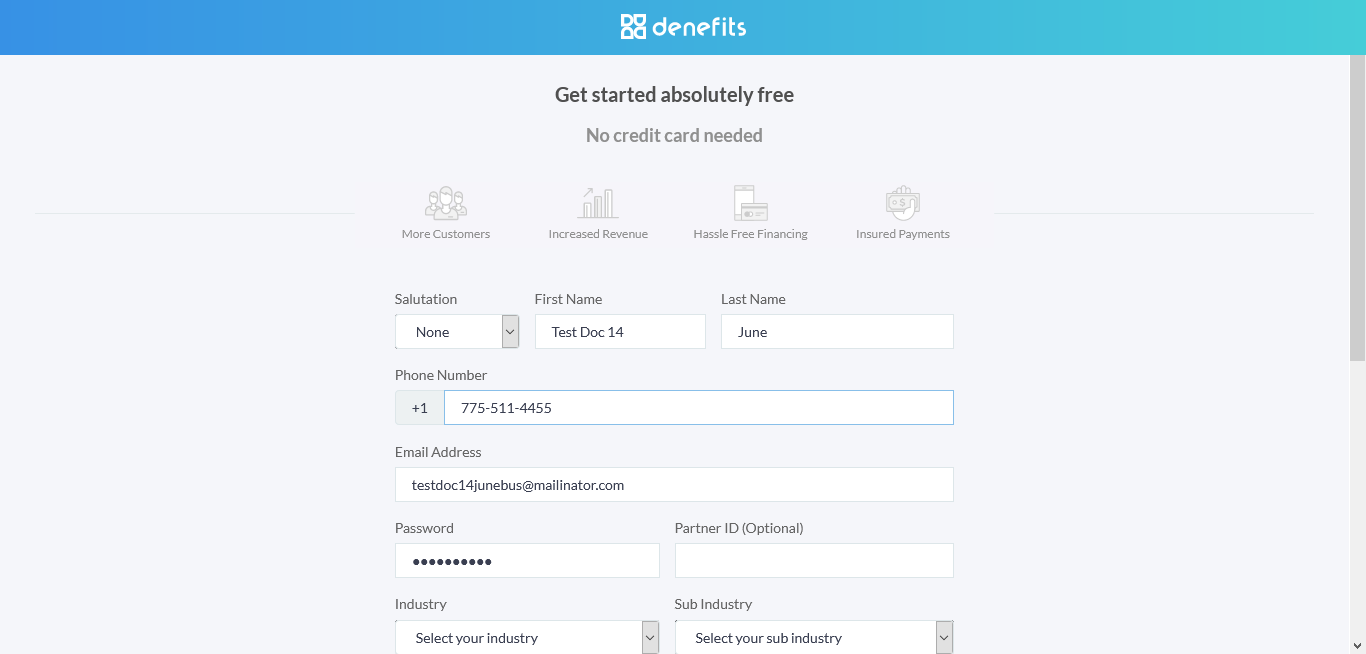 denefits
Get started absolutely free
No credit card needed
More Customers Increased Revenue Hassle Free Financing Insured Payments
Salutation First Name Last Name
None Test Doc 14 June
Phone Number
+1 775-511-4455
Email Address
testdoc14junebus@mailinator.com
Password Partner ID (Optional)
••••••••••
Industry Sub Industry
Select your industry Select your sub industry